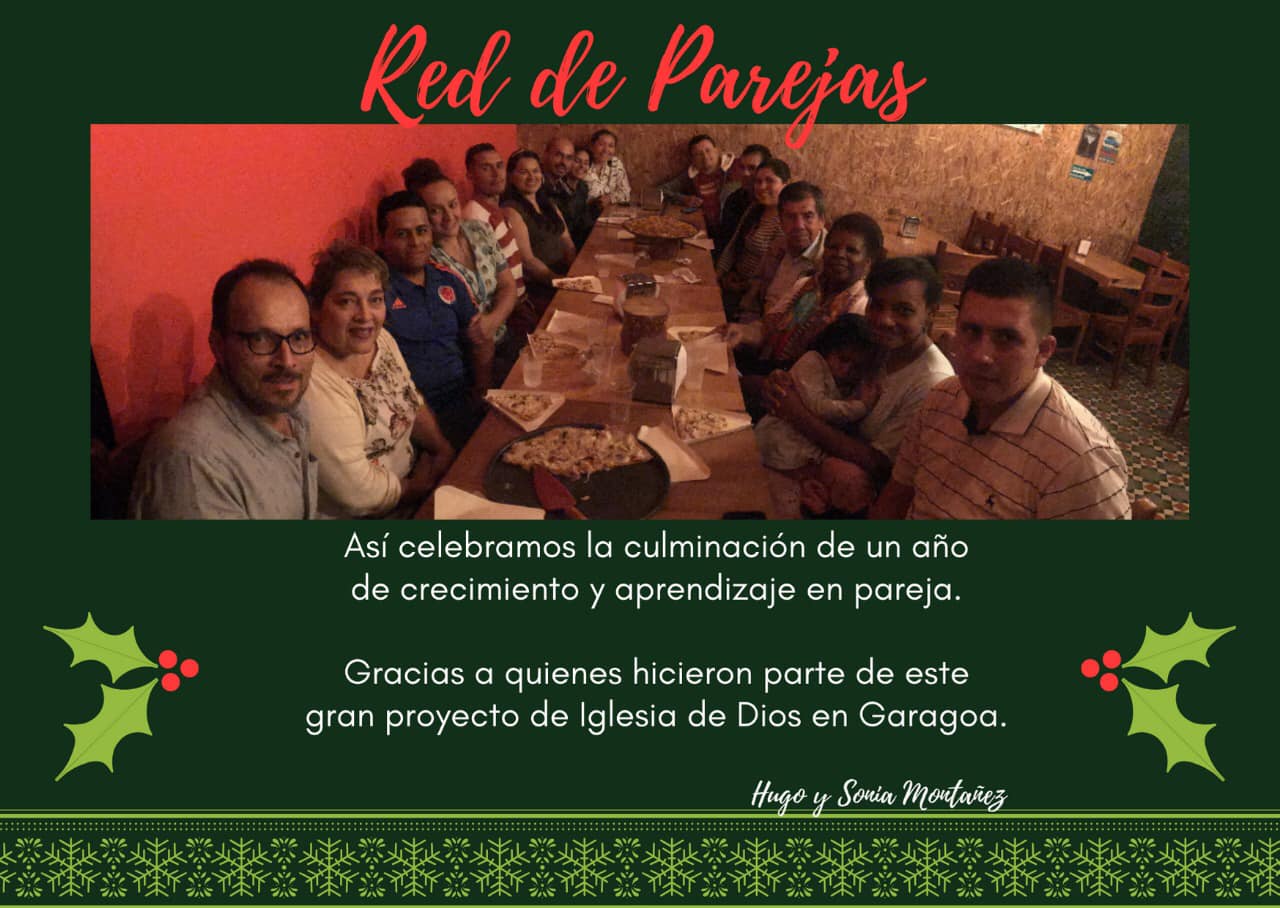 Red de Parejas
Así celebramos la culminación de un año
de crecimiento y aprendizaje en pareja.
Gracias a quienes hicieron parte de este
gran proyecto de Iglesia de Dios en Garagoa.
Hugo y Sonia Montañez